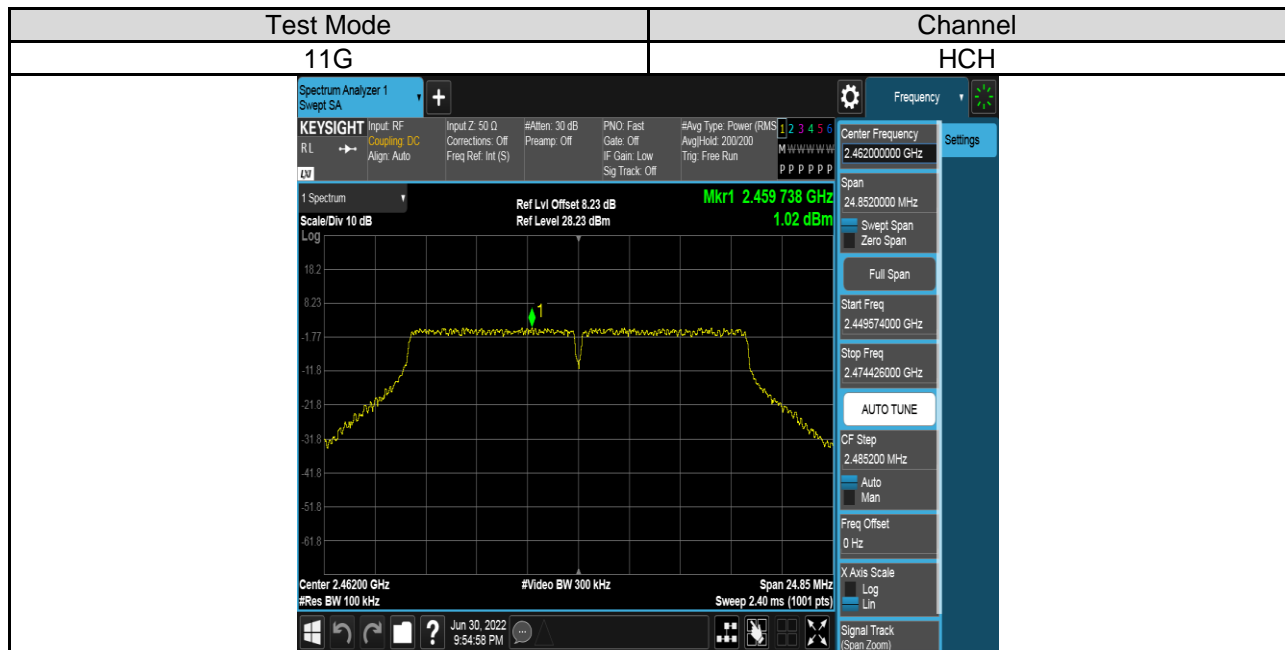 Test Mode
Channel
11G
HCH
Spectrum Analyzer 1
Swept SA
Frequency
KEYSIGHT
RL
LXI
Input: RF
Coupling: DC
Align: Auto
Input Z: 50 Ω
Corrections: Off
Freq Ref: Int (S)
#Atten: 30 dB
Preamp: Off
PNO: Fast
Gate: Off
IF Gain: Low
Sig Track: Off
#Avg Type: Power (RMS
Avg|Hold: 200/200
Trig: Free Run
1 2 3 4 5 6
M W W W W W
P P P P P P
Settings
1 Spectrum
Scale/Div 10 dB
Ref Lvl Offset 8.23 dB
Ref Level 28.23 dBm
Mkr1 2.459 738 GHz
1.02 dBm
Log
18.2
8.23
-1.77
-11.8
-21.8
-31.8
-41.8
-51.8
-61.8
1
Center 2.46200 GHz
#Video BW 300 kHz
Span 24.85 MHz
#Res BW 100 kHz
Sweep 2.40 ms (1001 pts)
Center Frequency
2.462000000 GHz
Span
24.8520000 MHz
Swept Span
Zero Span
Full Span
Start Freq
2.449574000 GHz
Stop Freq
2.474426000 GHz
AUTO TUNE
CF Step
2.485200 MHz
Auto
Man
Freq Offset
0 Hz
X Axis Scale
Log
Lin
Signal Track
(Span Zoom)
?
Jun 30, 2022
9:54:58 PM